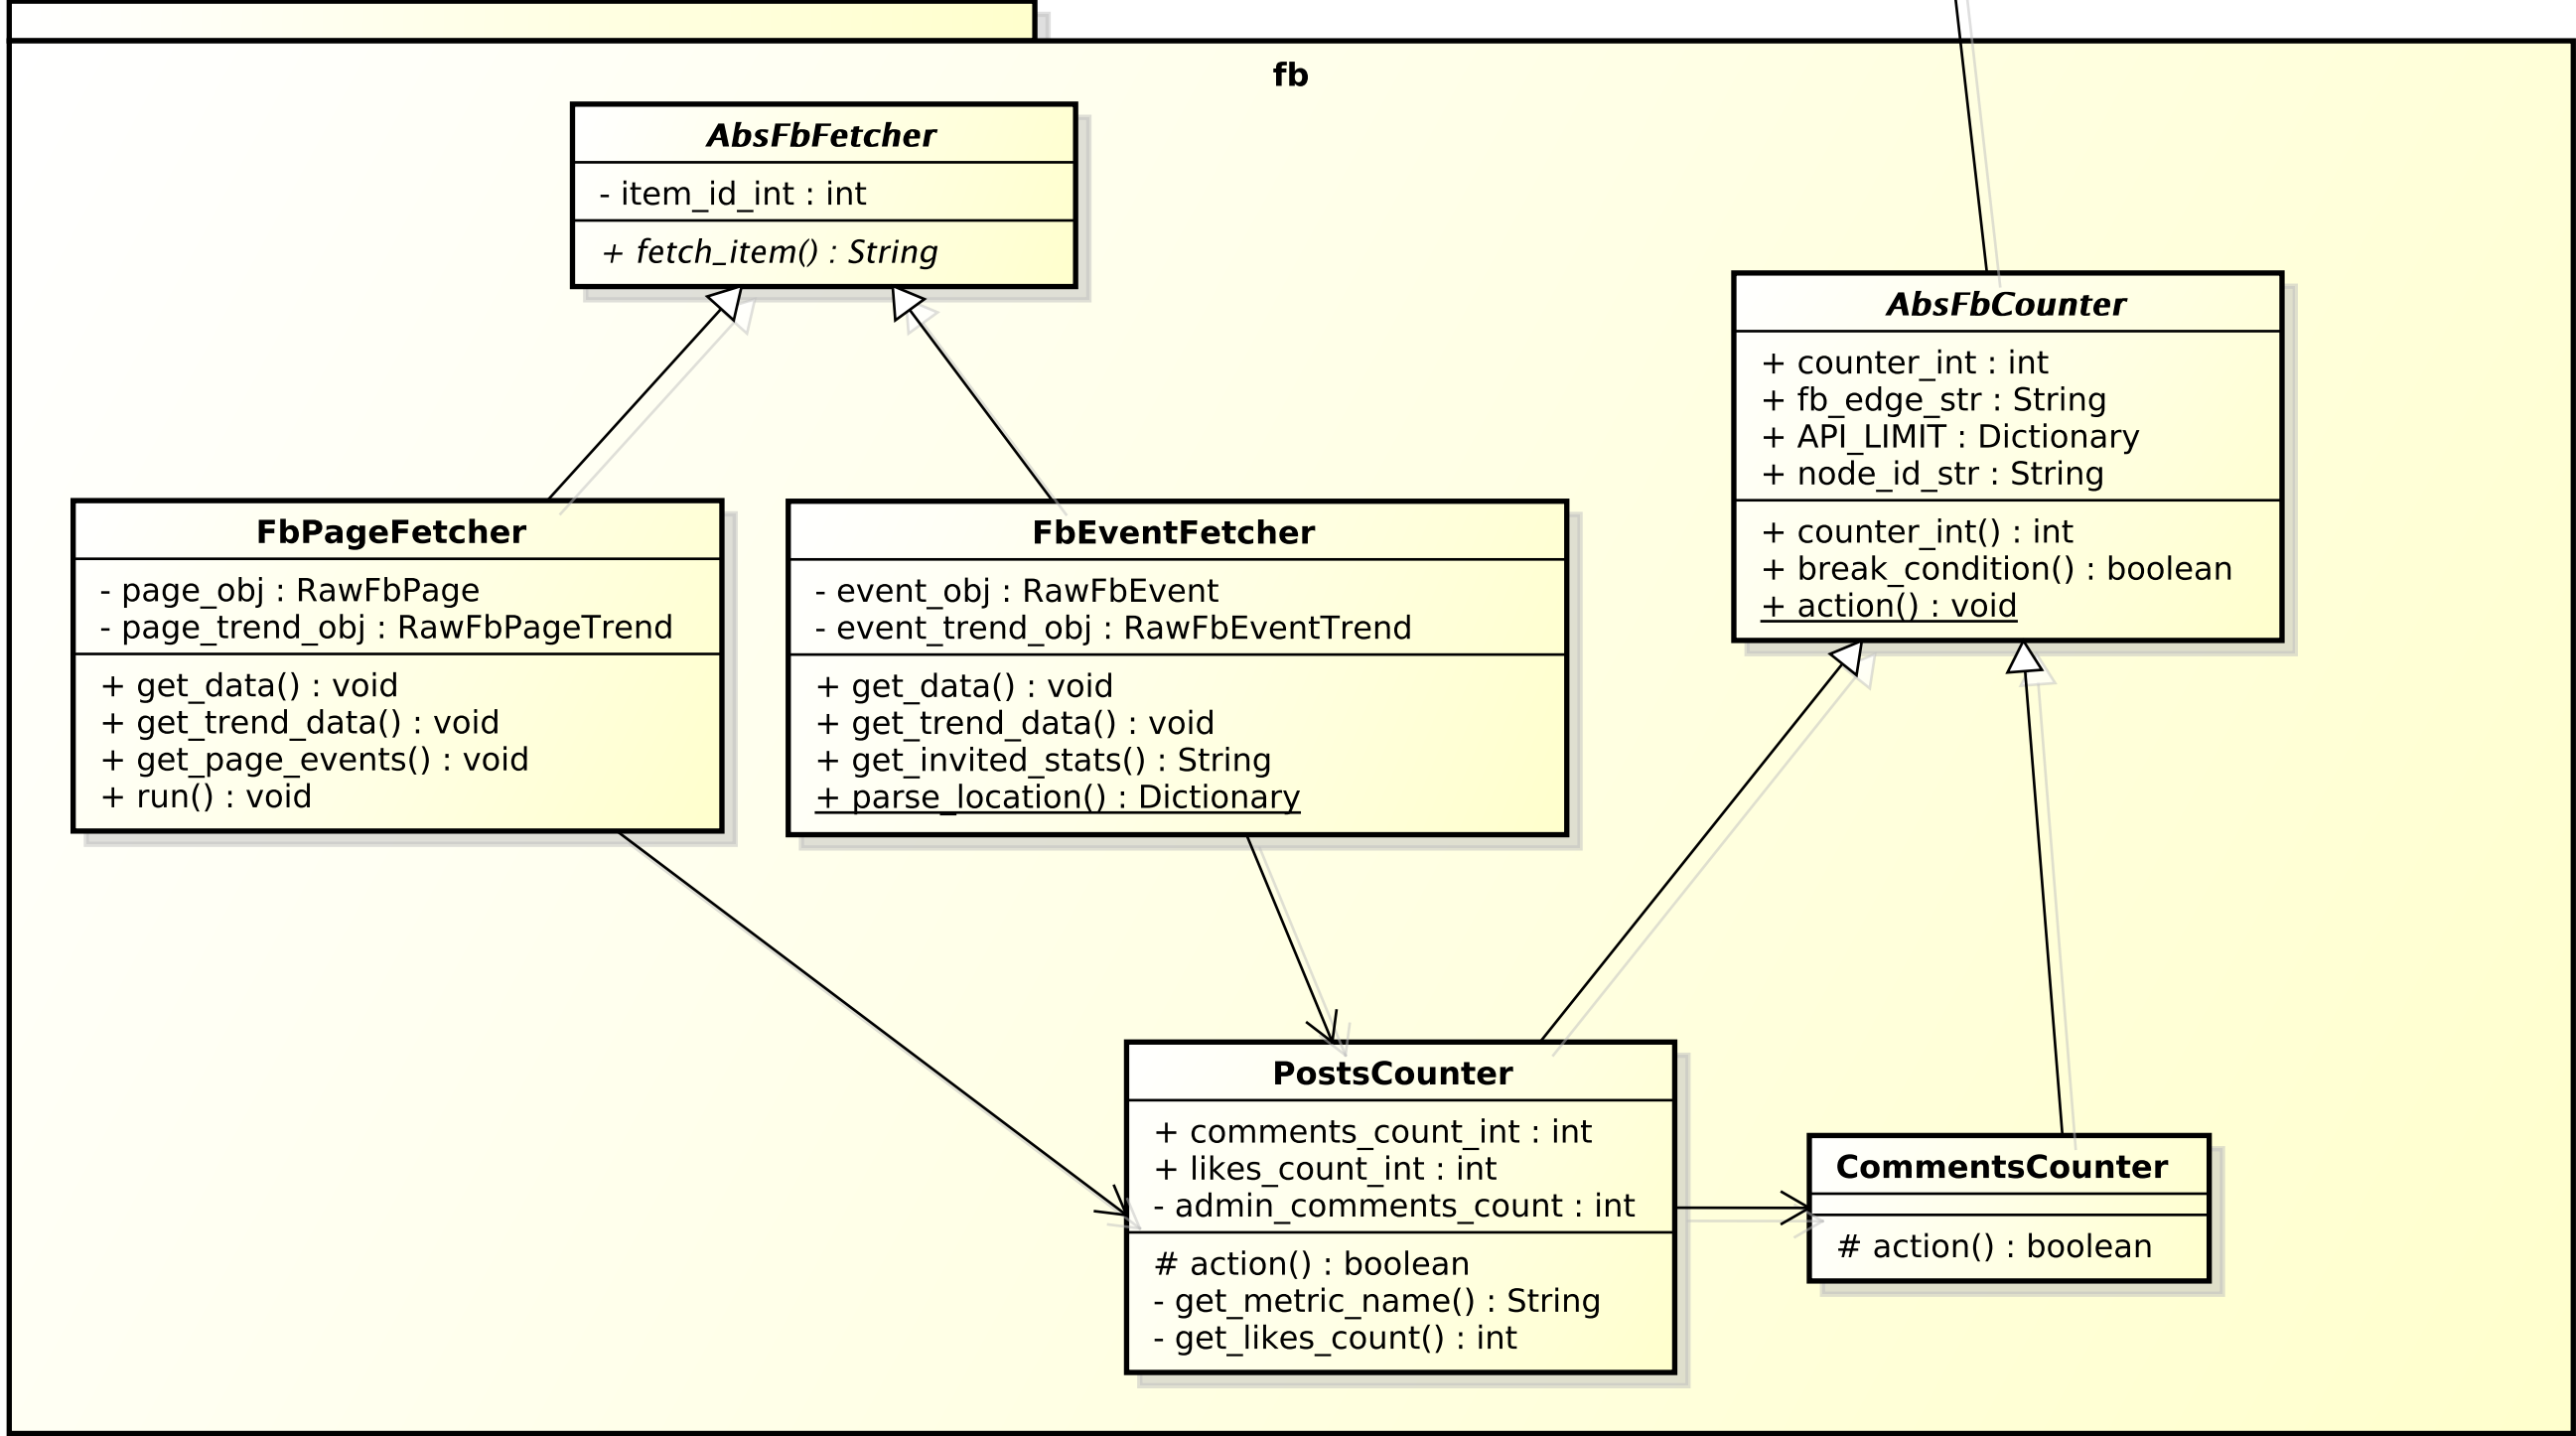 fb
AbsFbFetcher
- item_id_int : int
+ fetch_item() : String
AbsFbCounter
+ counter_int : int
+ fb_edge_str : String
+ API_LIMIT : Dictionary
+ node_id_str : String
+ counter_int() : int
+ break_condition() : boolean
+ action() : void
FbPageFetcher
- page_obj : RawFbPage
- page_trend_obj : RawFbPageTrend
+ get_data() : void
+ get_trend_data() : void
+ get_page_events() : void
+ run() : void
FbEventFetcher
- event_obj : RawFbEvent
- event_trend_obj : RawFbEventTrend
+ get_data() : void
+ get_trend_data() : void
+ get_invited_stats() : String
+ parse_location() : Dictionary
PostsCounter
+ comments_count_int : int
+ likes_count_int : int
- admin_comments_count : int
# action() : boolean
- get_metric_name() : String
- get_likes_count() : int
CommentsCounter
# action() : boolean